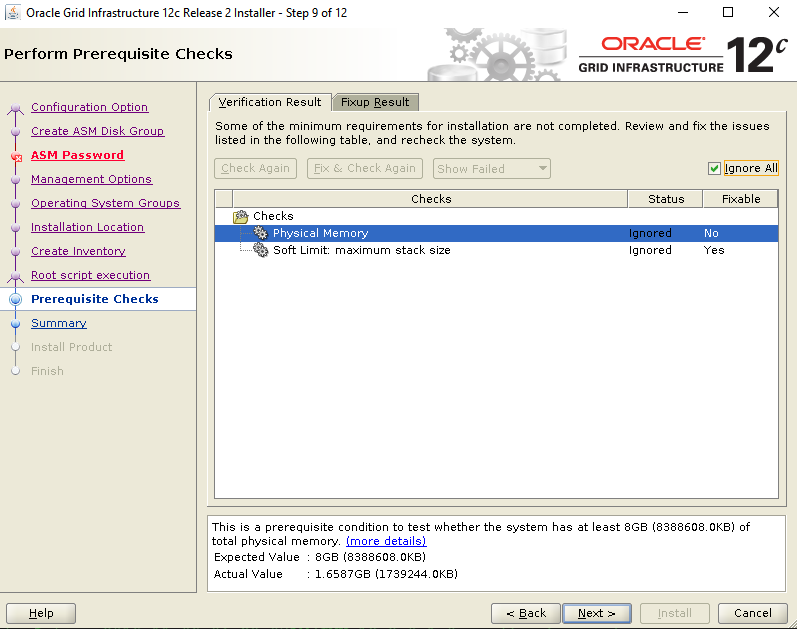 Oracle Grid Infrastructure 12c Release 2 Installer - Step 9 of 12
Perform Prerequisite Checks
ORACLE®
GRID INFRASTRUCTURE
12c
Configuration Option
Create ASM Disk Group
ASM Password
Management Options
Operating System Groups
Installation Location
Create Inventory
Root script execution
Prerequisite Checks
Summary
Install Product
Finish
Verification Result Fixup Result
Some of the minimum requirements for installation are not completed. Review and fix the issues
listed in the following table, and recheck the system.
Check Again Fix & Check Again Show Failed Ignore All
Checks Status Fixable
Checks
Physical Memory Ignored No
Soft Limit: maximum stack size Ignored Yes
This is a prerequisite condition to test whether the system has at least 8GB (8388608.0KB) of
total physical memory. (more details)
Expected Value : 8GB (8388608.0KB)
Actual Value : 1.6587GB (1739244.0KB)
Help < Back Next > Install Cancel